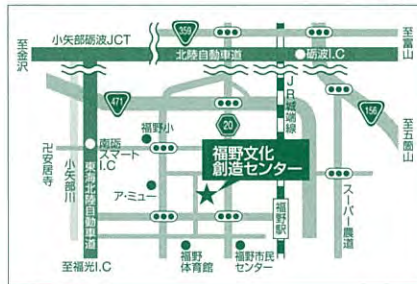 小矢部砺波JCT
359
至金沢
北陸自動車道
砺波I.C
至富山
471
JR城端線
156
至五箇山
福野小
20
南砺
スマート
I.C
卍安居寺
小矢部川
東海北陸自動車道
ア・ミュー
福野文化
創造センター
福野駅
スーパー農道
至福光I.C
福野
体育館
福野市民
センター